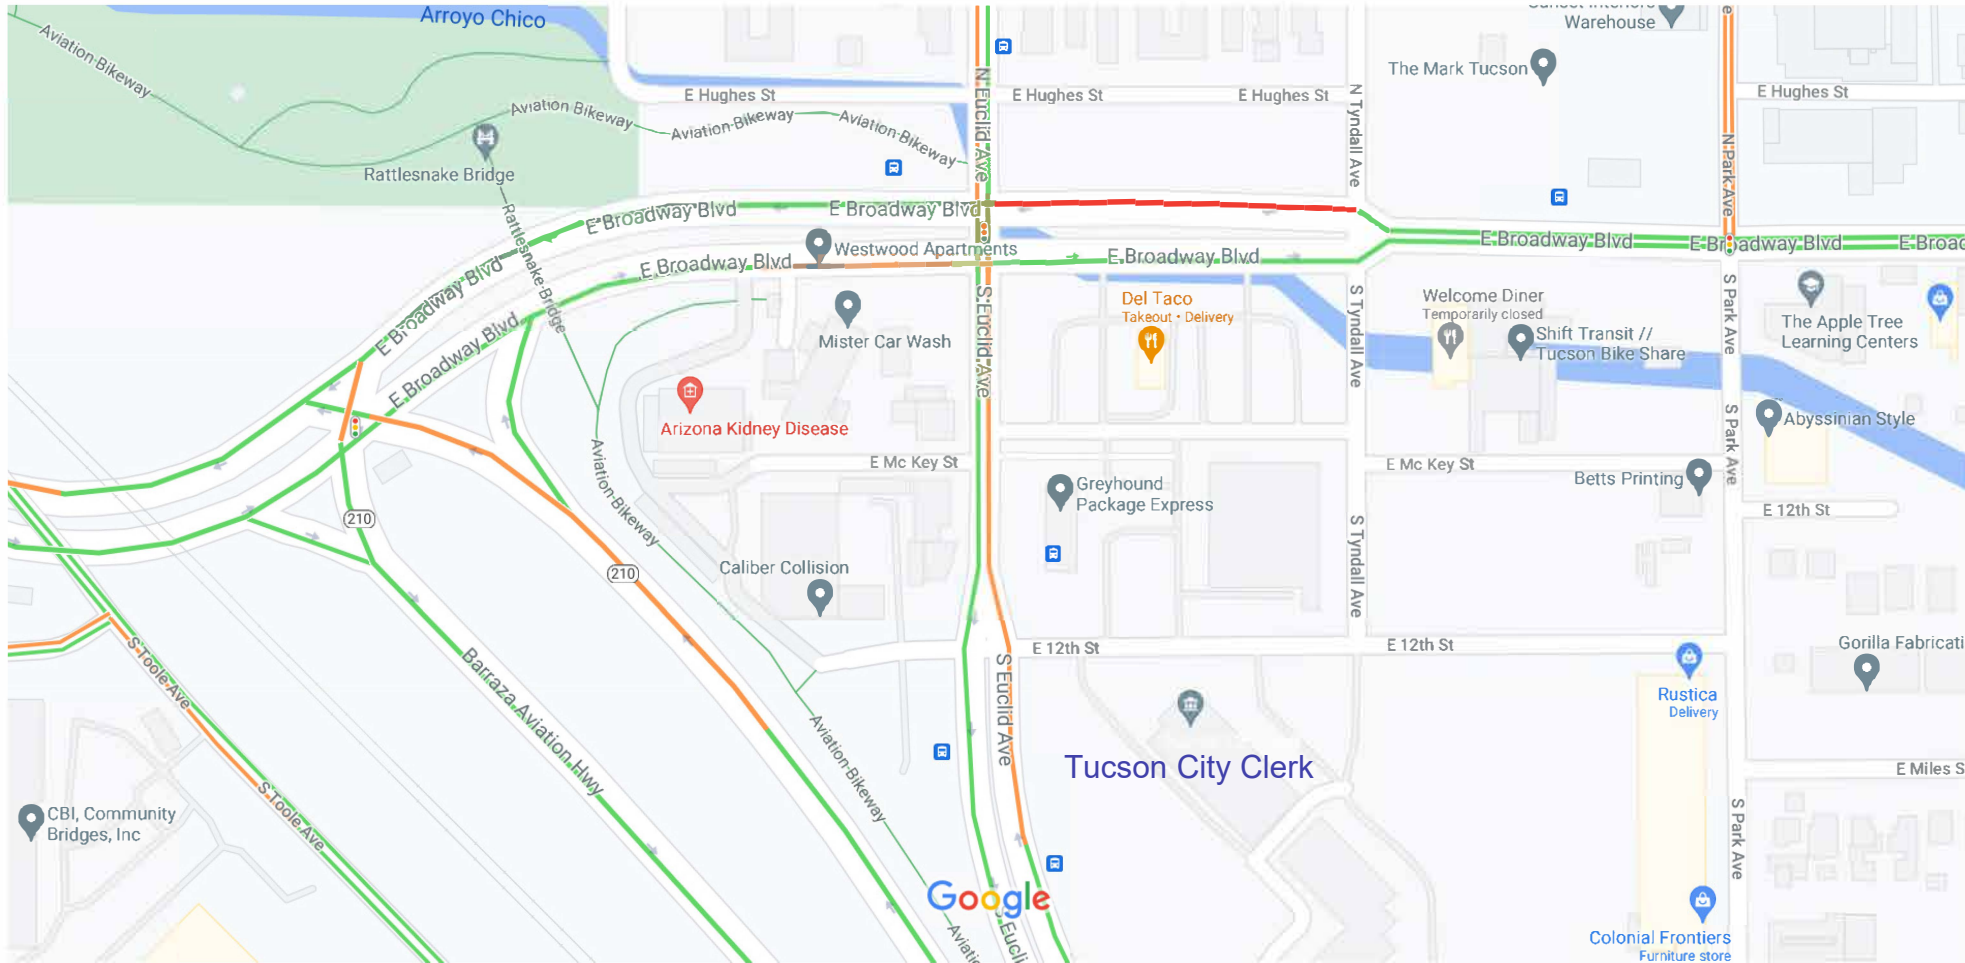 Arroyo Chico
Warehouse
Aviation Bikeway
The Mark Tucson
E Hughes St
E Hughes St
E Hughes St
E Hughes St
N Euclid Ave
N Tyndall Ave
N Park Ave
Aviation Bikeway
Aviation Bikeway
Aviation Bikeway
Rattlesnake Bridge
Rattlesnake Bridge
E Broadway Blvd
E Broadway Blvd
E Broadway Blvd
E Broadway Blvd
E Broadway Blvd
E Broadway Blvd
E Broadway Blvd
E Broadway Blvd
E Broad
Westwood Apartments
S Euclid Ave
S Tyndall Ave
S Park Ave
Del Taco
Takeout • Delivery
Welcome Diner
Temporarily closed
Shift Transit //
Tucson Bike Share
The Apple Tree
Learning Centers
Mister Car Wash
Arizona Kidney Disease
Abyssinian Style
S Park Ave
E Mc Key St
E Mc Key St
Betts Printing
Greyhound
Package Express
E 12th St
210
Aviation Bikeway
S Tyndall Ave
Caliber Collision
210
E 12th St
E 12th St
Gorilla Fabricati
S Toole Ave
Barraza Aviation Hwy
S Euclid Ave
Rustica
Delivery
Tucson City Clerk
E Miles S
Aviation Bikeway
S Toole Ave
CBI, Community
Bridges, Inc
S Park Ave
Google
Colonial Frontiers
Furniture store